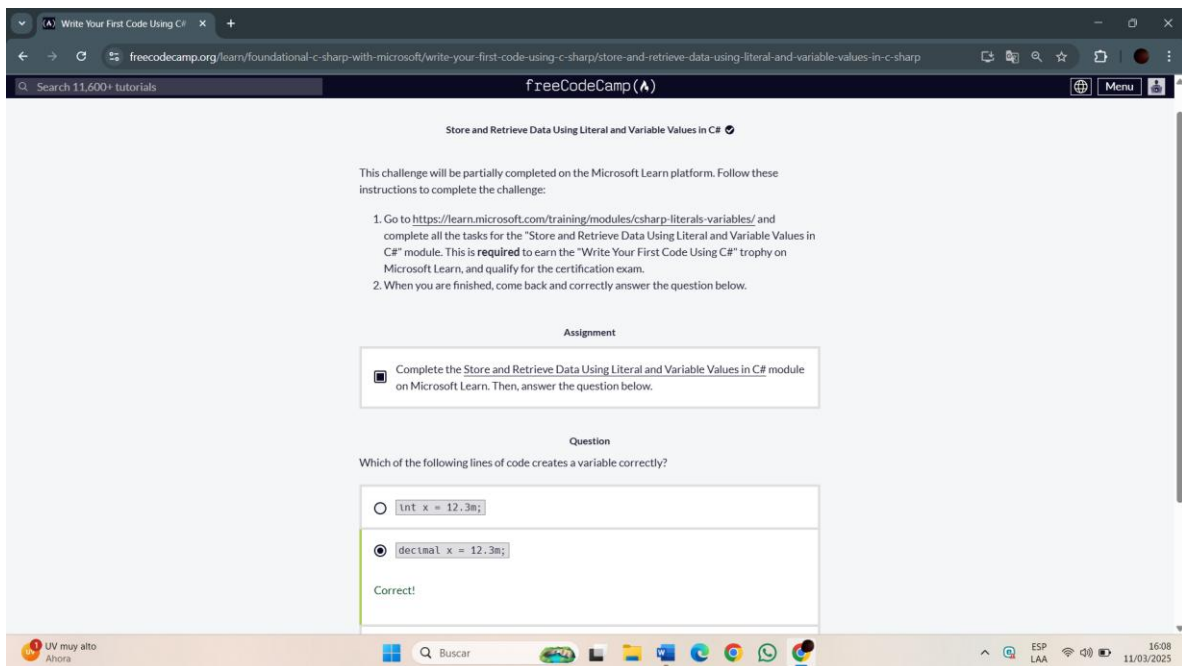 Write Your First Code Using C#
freecodecamp.org/learn/foundational-c-sharp-with-microsoft/write-your-first-code-using-c-sharp/store-and-retrieve-data-using-literal-and-variable-values-in-c-sharp
Search 11,600+ tutorials
freeCodeCamp(🔥)
Menu
Store and Retrieve Data Using Literal and Variable Values in C#
This challenge will be partially completed on the Microsoft Learn platform. Follow these
instructions to complete the challenge:
1. Go to https://learn.microsoft.com/training/modules/csharp-literals-variables/ and
complete all the tasks for the "Store and Retrieve Data Using Literal and Variable Values in
C#" module. This is required to earn the "Write Your First Code Using C#" trophy on
Microsoft Learn, and qualify for the certification exam.
2. When you are finished, come back and correctly answer the question below.
Assignment
Complete the Store and Retrieve Data Using Literal and Variable Values in C# module
on Microsoft Learn. Then, answer the question below.
Question
Which of the following lines of code creates a variable correctly?
int x = 12.3m;
decimal x = 12.3m;
Correct!
1
UV muy alto
Ahora
Buscar
ESP
LAA
16:08
11/03/2025